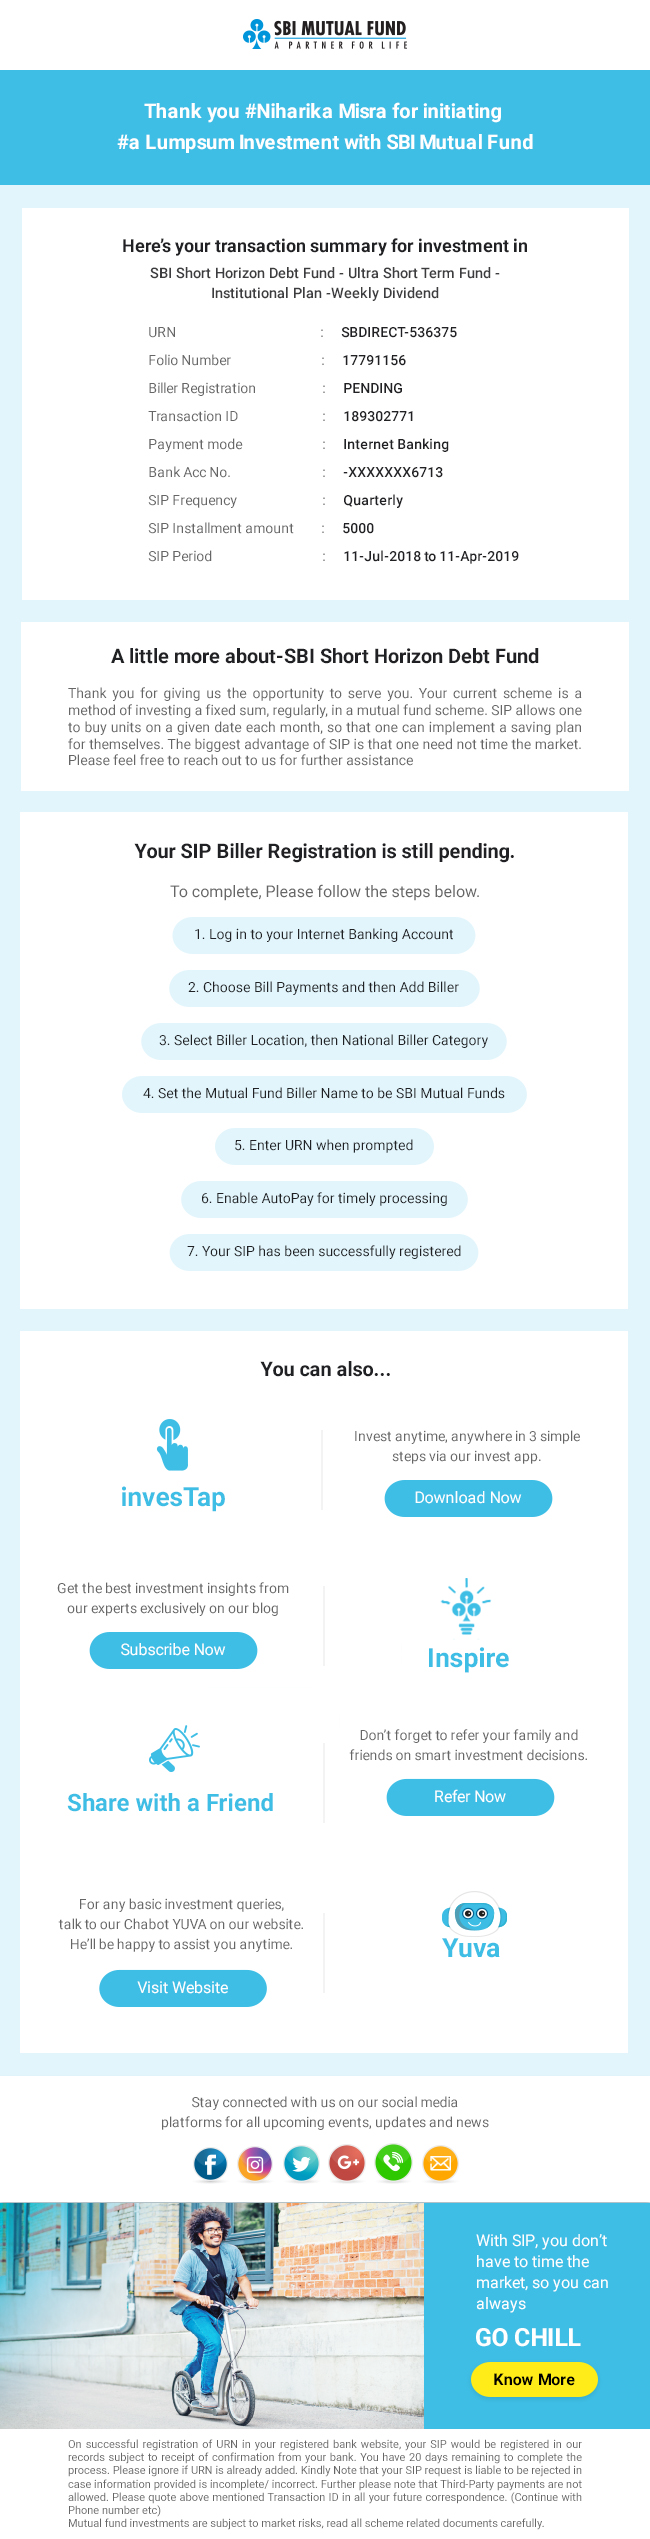 SBI MUTUAL FUND
A PARTNER FOR LIFE
Thank you #Niharika Misra for initiating
#a Lumpsum Investment with SBI Mutual Fund
Here's your transaction summary for investment in
SBI Short Horizon Debt Fund - Ultra Short Term Fund -
Institutional Plan -Weekly Dividend
URN : SBDIRECT-536375
Folio Number : 17791156
Biller Registration : PENDING
Transaction ID : 189302771
Payment mode : Internet Banking
Bank Acc No. : -XXXXXXX6713
SIP Frequency : Quarterly
SIP Installment amount : 5000
SIP Period : 11-Jul-2018 to 11-Apr-2019
A little more about-SBI Short Horizon Debt Fund
Thank you for giving us the opportunity to serve you. Your current scheme is a
method of investing a fixed sum, regularly, in a mutual fund scheme. SIP allows one
to buy units on a given date each month, so that one can implement a saving plan
for themselves. The biggest advantage of SIP is that one need not time the market.
Please feel free to reach out to us for further assistance
Your SIP Biller Registration is still pending.
To complete, Please follow the steps below.
1. Log in to your Internet Banking Account
2. Choose Bill Payments and then Add Biller
3. Select Biller Location, then National Biller Category
4. Set the Mutual Fund Biller Name to be SBI Mutual Funds
5. Enter URN when prompted
6. Enable AutoPay for timely processing
7. Your SIP has been successfully registered
You can also...
invesTap
Invest anytime, anywhere in 3 simple
steps via our invest app.
Download Now
Get the best investment insights from
our experts exclusively on our blog
Subscribe Now
Inspire
Share with a Friend
Don't forget to refer your family and
friends on smart investment decisions.
Refer Now
For any basic investment queries,
talk to our Chabot YUVA on our website.
He'll be happy to assist you anytime.
Visit Website
Yuva
Stay connected with us on our social media
platforms for all upcoming events, updates and news
f
G+
With SIP, you don't
have to time the
market, so you can
always
GO CHILL
Know More
On successful registration of URN in your registered bank website, your SIP would be registered in our
records subject to receipt of confirmation from your bank. You have 20 days remaining to complete the
process. Please ignore if URN is already added. Kindly Note that your SIP request is liable to be rejected in
case information provided is incomplete/ incorrect. Further please note that Third-Party payments are not
allowed. Please quote above mentioned Transaction ID in all your future correspondence. (Continue with
Phone number etc)
Mutual fund investments are subject to market risks, read all scheme related documents carefully.